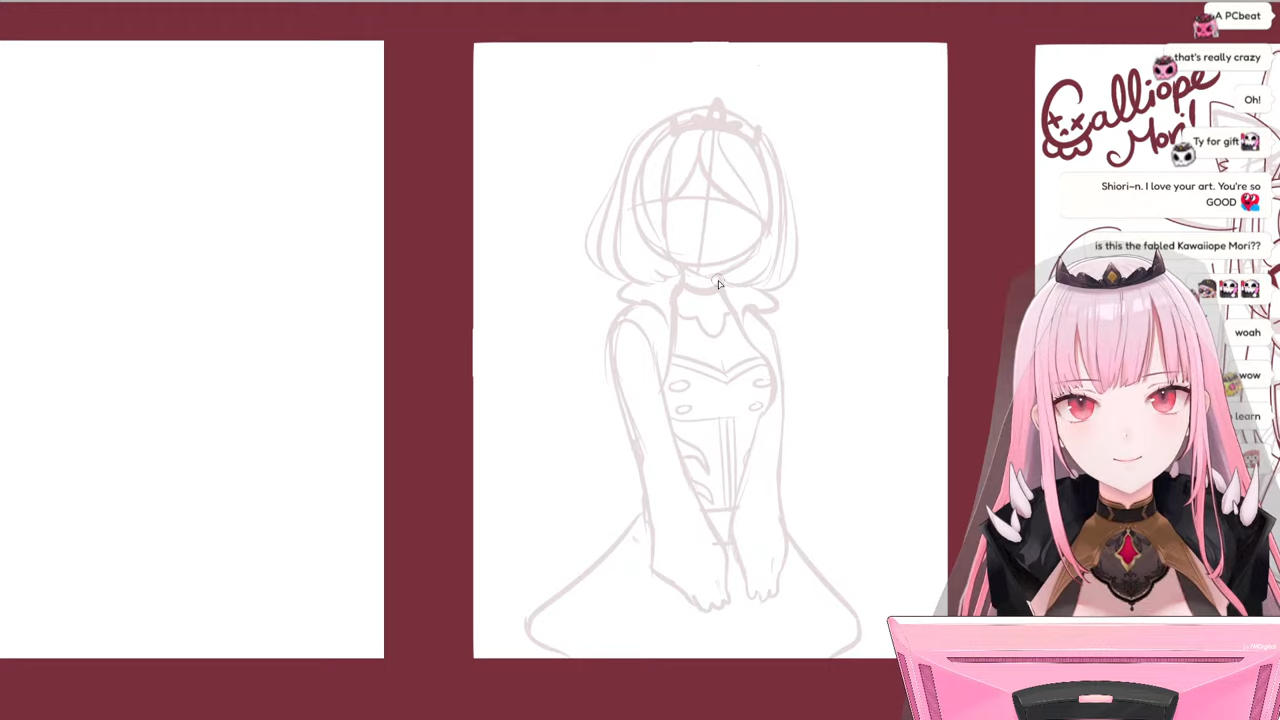 A PCbeat
that's really crazy
Calliope
Mori!
Oh!
Ty for gift
Shiori~n. I love your art. You're so
GOOD
is this the fabled Kawaiiope Mori??
woah
wow
learn